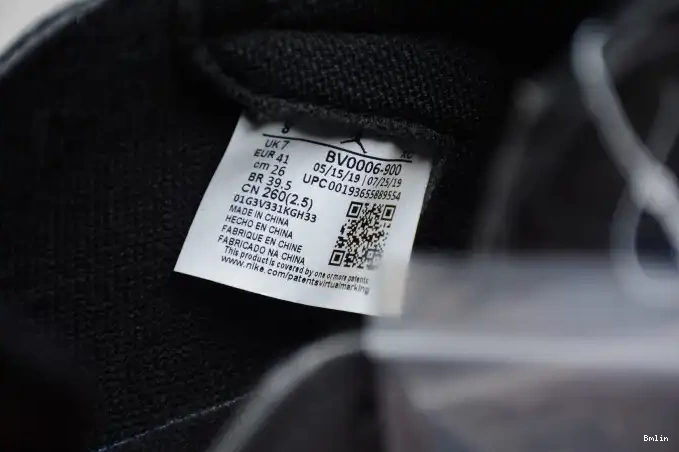 UK 7
EUR 41
cm 26
BR 39.5
CN 260(2.5)
01G3V331KGH33
MADE IN CHINA
HECHO EN CHINA
FABRIQUE EN CHINE
FABRICADO NA CHINA
This product is covered by one or more patents
www.nike.com/patentsvirtualmarking
BV0006-900
05/15/19 07/25/19
UPC00193655889554
Bmlin